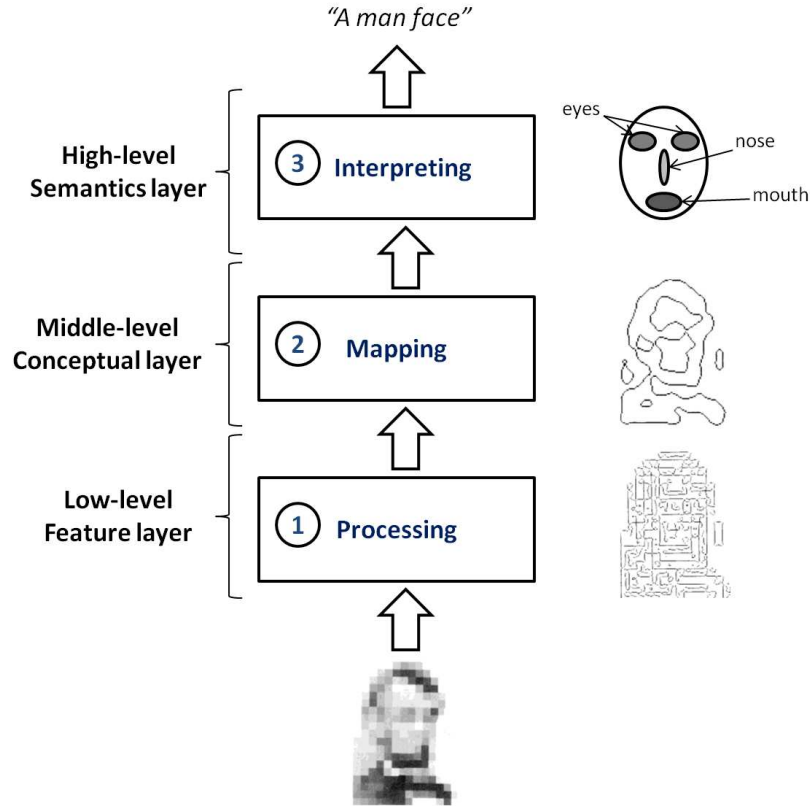 “A man face”
High-level
Semantics layer
3 Interpreting
eyes
nose
mouth
Middle-level
Conceptual layer
2 Mapping
Low-level
Feature layer
1 Processing